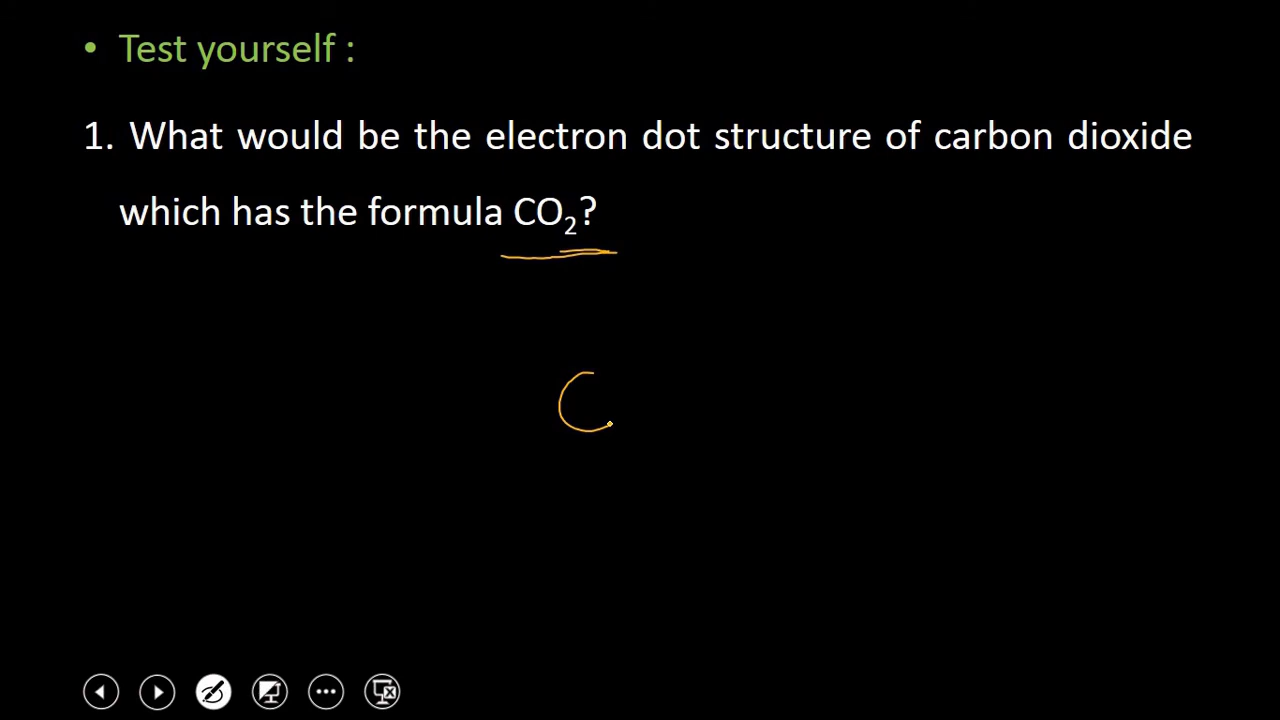 • Test yourself :
1. What would be the electron dot structure of carbon dioxide
which has the formula CO₂?
C